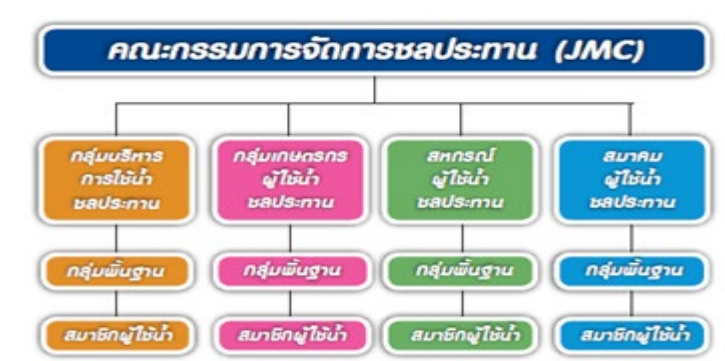 คณะกรรมการจัดการชลประทาน (JMC)
กลุ่มบริหาร
การใช้น้ำ
ชลประทาน
กลุ่มเกษตรกร
ผู้ใช้น้ำ
ชลประทาน
สหกรณ์
ผู้ใช้น้ำ
ชลประทาน
สมาคม
ผู้ใช้น้ำ
ชลประทาน
กลุ่มพื้นฐาน
กลุ่มพื้นฐาน
กลุ่มพื้นฐาน
กลุ่มพื้นฐาน
สมาชิกผู้ใช้น้ำ
สมาชิกผู้ใช้น้ำ
สมาชิกผู้ใช้น้ำ
สมาชิกผู้ใช้น้ำ